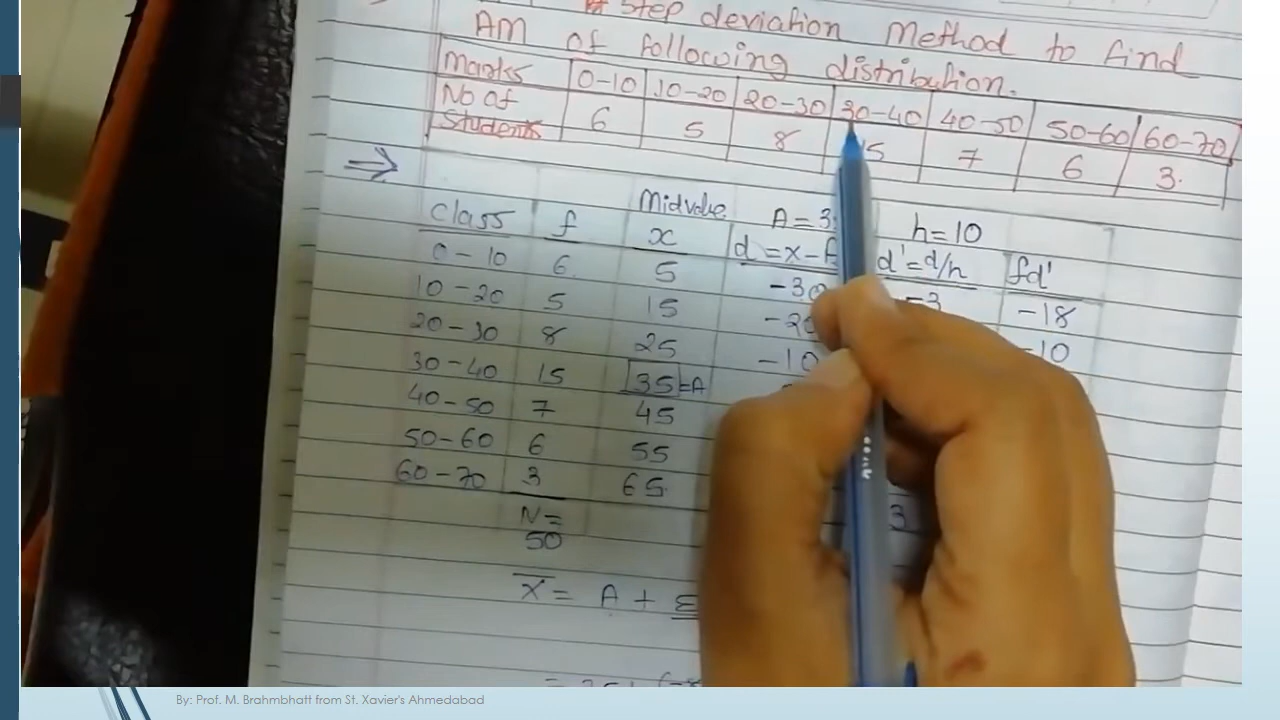 Step deviation Method to find
AM of following distribution.
Marks 0-10 10-20 20-30 30-40 40-50 50-60 60-70
No of Students 6 5 8 15 7 6 3.
⇒
Midvalue A=3 h=10
class f x d=x-A d'=d/h fd'
0-10 6 5 -30 -3 -18
10-20 5 15 -20 -10
20-30 8 25 -10
30-40 15 35=A
40-50 7 45
50-60 6 55
60-70 3 65
3
N=
50
x̄ = A + Σ
By: Prof. M. Brahmbhatt from St. Xavier's Ahmedabad